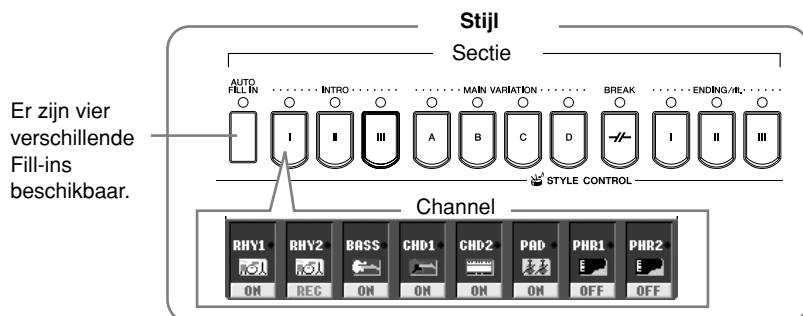 Stijl
Sectie
AUTO FILL IN
INTRO
MAIN VARIATION
BREAK
ENDING/rit.
I II III A B C D I II III
Er zijn vier
verschillende
Fill-ins
beschikbaar.
STYLE CONTROL
Channel
RHY1 RHY2 BASS CHD1 CHD2 PAD PHR1 PHR2
ON REC ON ON ON ON OFF OFF